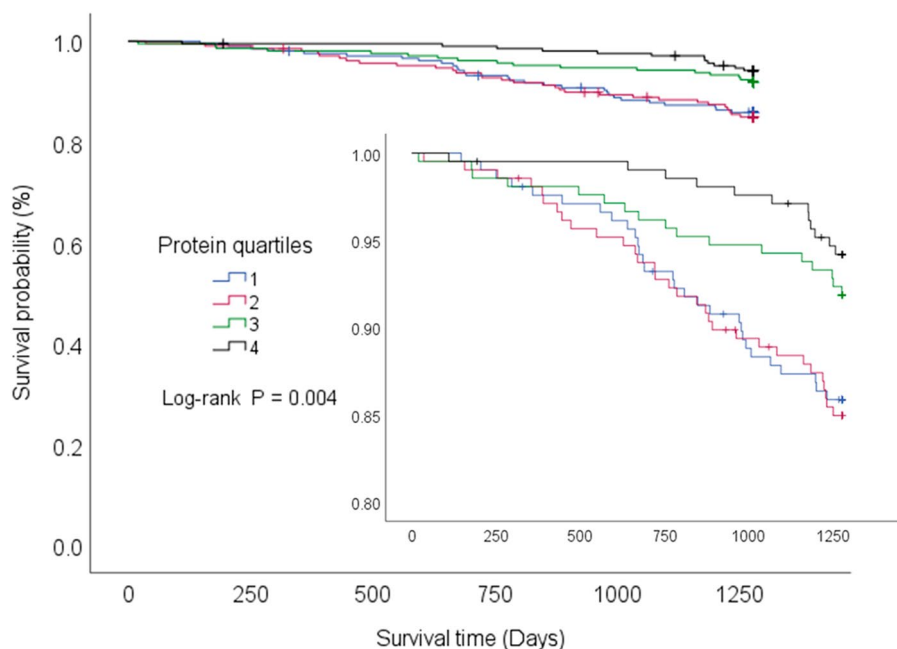 1.0
0.8
0.6
0.4
0.2
0.0
Survival probability (%)
Protein quartiles
1
2
3
4
Log-rank P = 0.004
1.00
0.95
0.90
0.85
0.80
0 250 500 750 1000 1250
0 250 500 750 1000 1250
Survival time (Days)